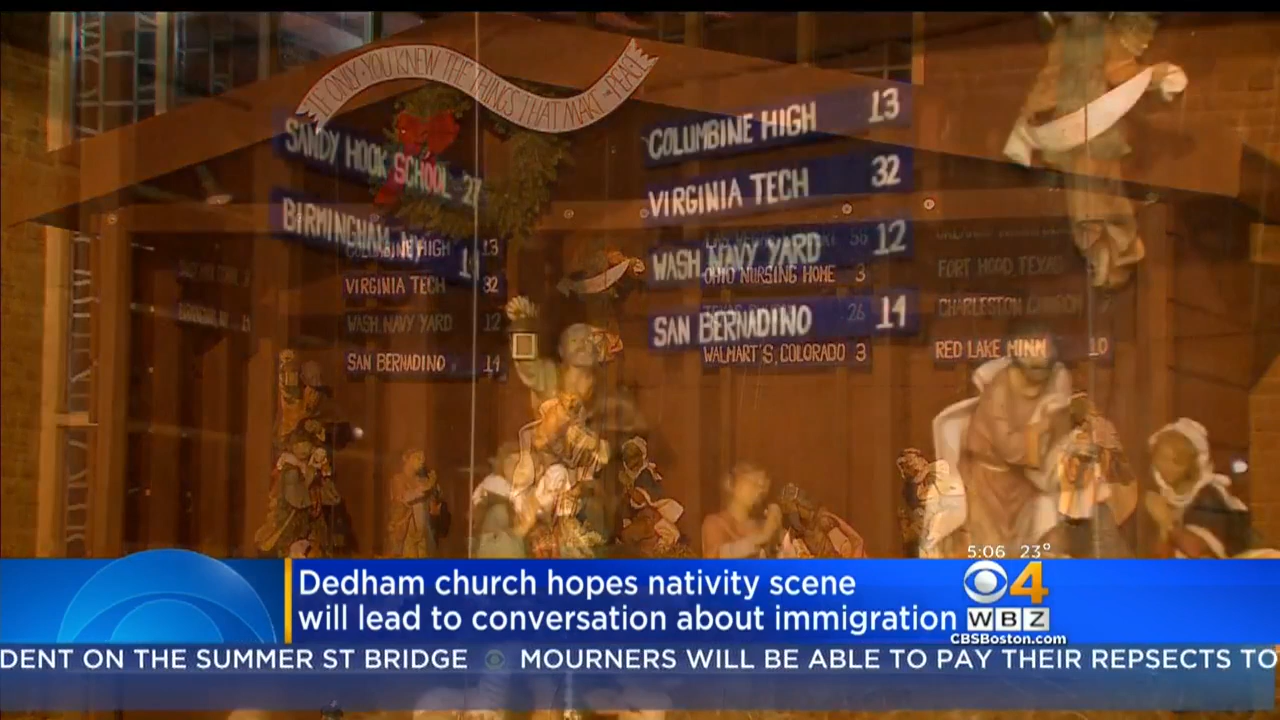 IF ONLY YOU KNEW THE THINGS THAT MAKE PEACE
SANDY HOOK SCHOOL 27
BIRMINGHAM, NY
COLUMBINE HIGH 13
VIRGINIA TECH 32
WASH NAVY YARD 12
SAN BERNADINO 14
COLUMBINE HIGH 13
VIRGINIA TECH 32
WASH NAVY YARD 12
SAN BERNADINO 14
OHIO NURSING HOME 3
26
WALMART'S, COLORADO 3
FORT HOOD TEXAS
CHARLESTON CHURCH
RED LAKE MINN 10
5:06 23°
Dedham church hopes nativity scene
will lead to conversation about immigration
4
WBZ
CBSBoston.com
DENT ON THE SUMMER ST BRIDGE MOURNERS WILL BE ABLE TO PAY THEIR REPSECTS TO